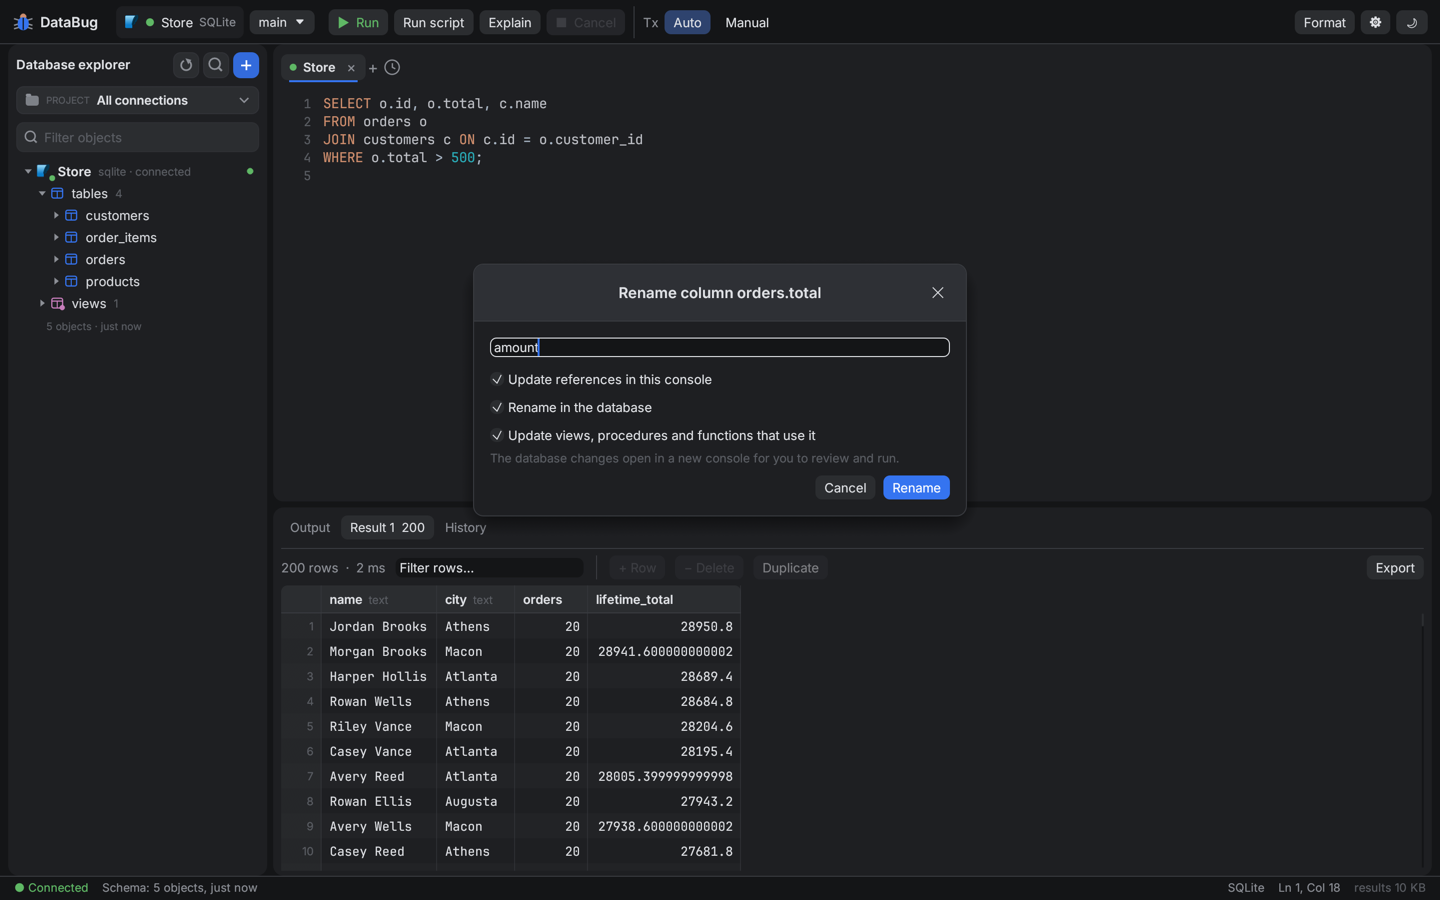 DataBug Store SQLite main Run Run script Explain Cancel Tx Auto Manual Format
Database explorer
PROJECT All connections
Filter objects
Store sqlite · connected
tables 4
customers
order_items
orders
products
views 1
5 objects · just now
Store × +
1 SELECT o.id, o.total, c.name
2 FROM orders o
3 JOIN customers c ON c.id = o.customer_id
4 WHERE o.total > 500;
5
Rename column orders.total
amount
Update references in this console
Rename in the database
Update views, procedures and functions that use it
The database changes open in a new console for you to review and run.
Cancel Rename
Output Result 1 200 History
200 rows · 2 ms Filter rows... + Row − Delete Duplicate Export
name text city text orders lifetime_total
1 Jordan Brooks Athens 20 28950.8
2 Morgan Brooks Macon 20 28941.600000000002
3 Harper Hollis Atlanta 20 28689.4
4 Rowan Wells Athens 20 28684.8
5 Riley Vance Macon 20 28204.6
6 Casey Vance Atlanta 20 28195.4
7 Avery Reed Atlanta 20 28005.399999999998
8 Rowan Ellis Augusta 20 27943.2
9 Avery Wells Macon 20 27938.600000000002
10 Casey Reed Athens 20 27681.8
Connected Schema: 5 objects, just now SQLite Ln 1, Col 18 results 10 KB